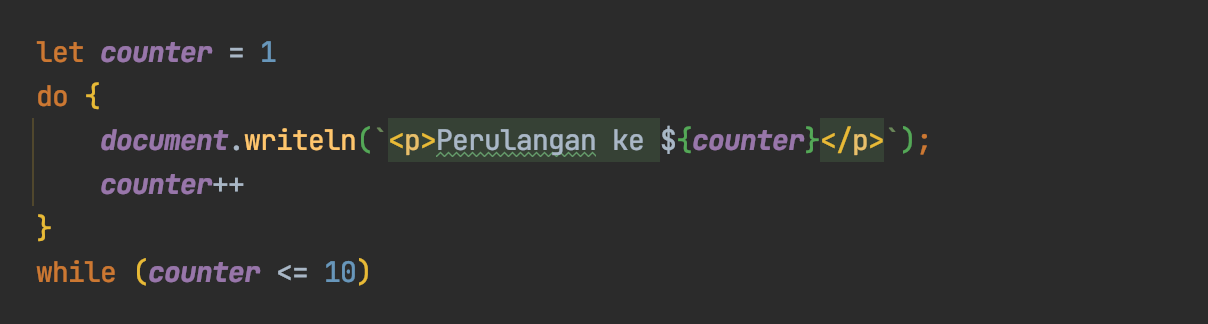 let counter = 1
do {
    document.writeln(`<p>Perulangan ke ${counter}</p>`);
    counter++
}
while (counter <= 10)